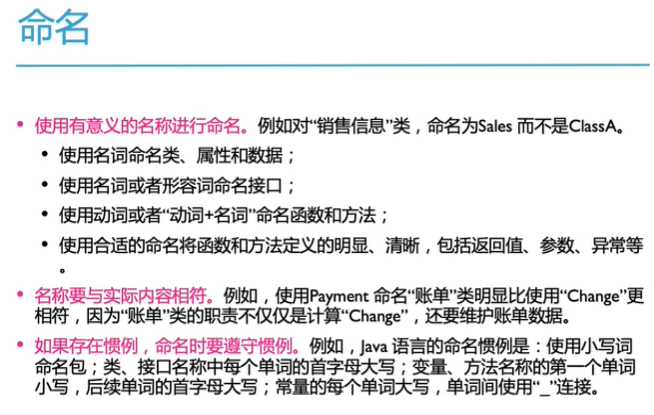 命名
• 使用有意义的名称进行命名。例如对“销售信息”类，命名为Sales 而不是ClassA。
• 使用名词命名类、属性和数据；
• 使用名词或者形容词命名接口；
• 使用动词或者“动词+名词”命名函数和方法；
• 使用合适的命名将函数和方法定义的明显、清晰，包括返回值、参数、异常等
。
• 名称要与实际内容相符。例如，使用Payment 命名“账单”类明显比使用“Change”更
相符，因为“账单”类的职责不仅仅是计算“Change”，还要维护账单数据。
• 如果存在惯例，命名时要遵守惯例。例如，Java 语言的命名惯例是：使用小写词
命名包；类、接口名称中每个单词的首字母大写；变量、方法名称的第一个单词
小写，后续单词的首字母大写；常量的每个单词大写，单词间使用“_”连接。